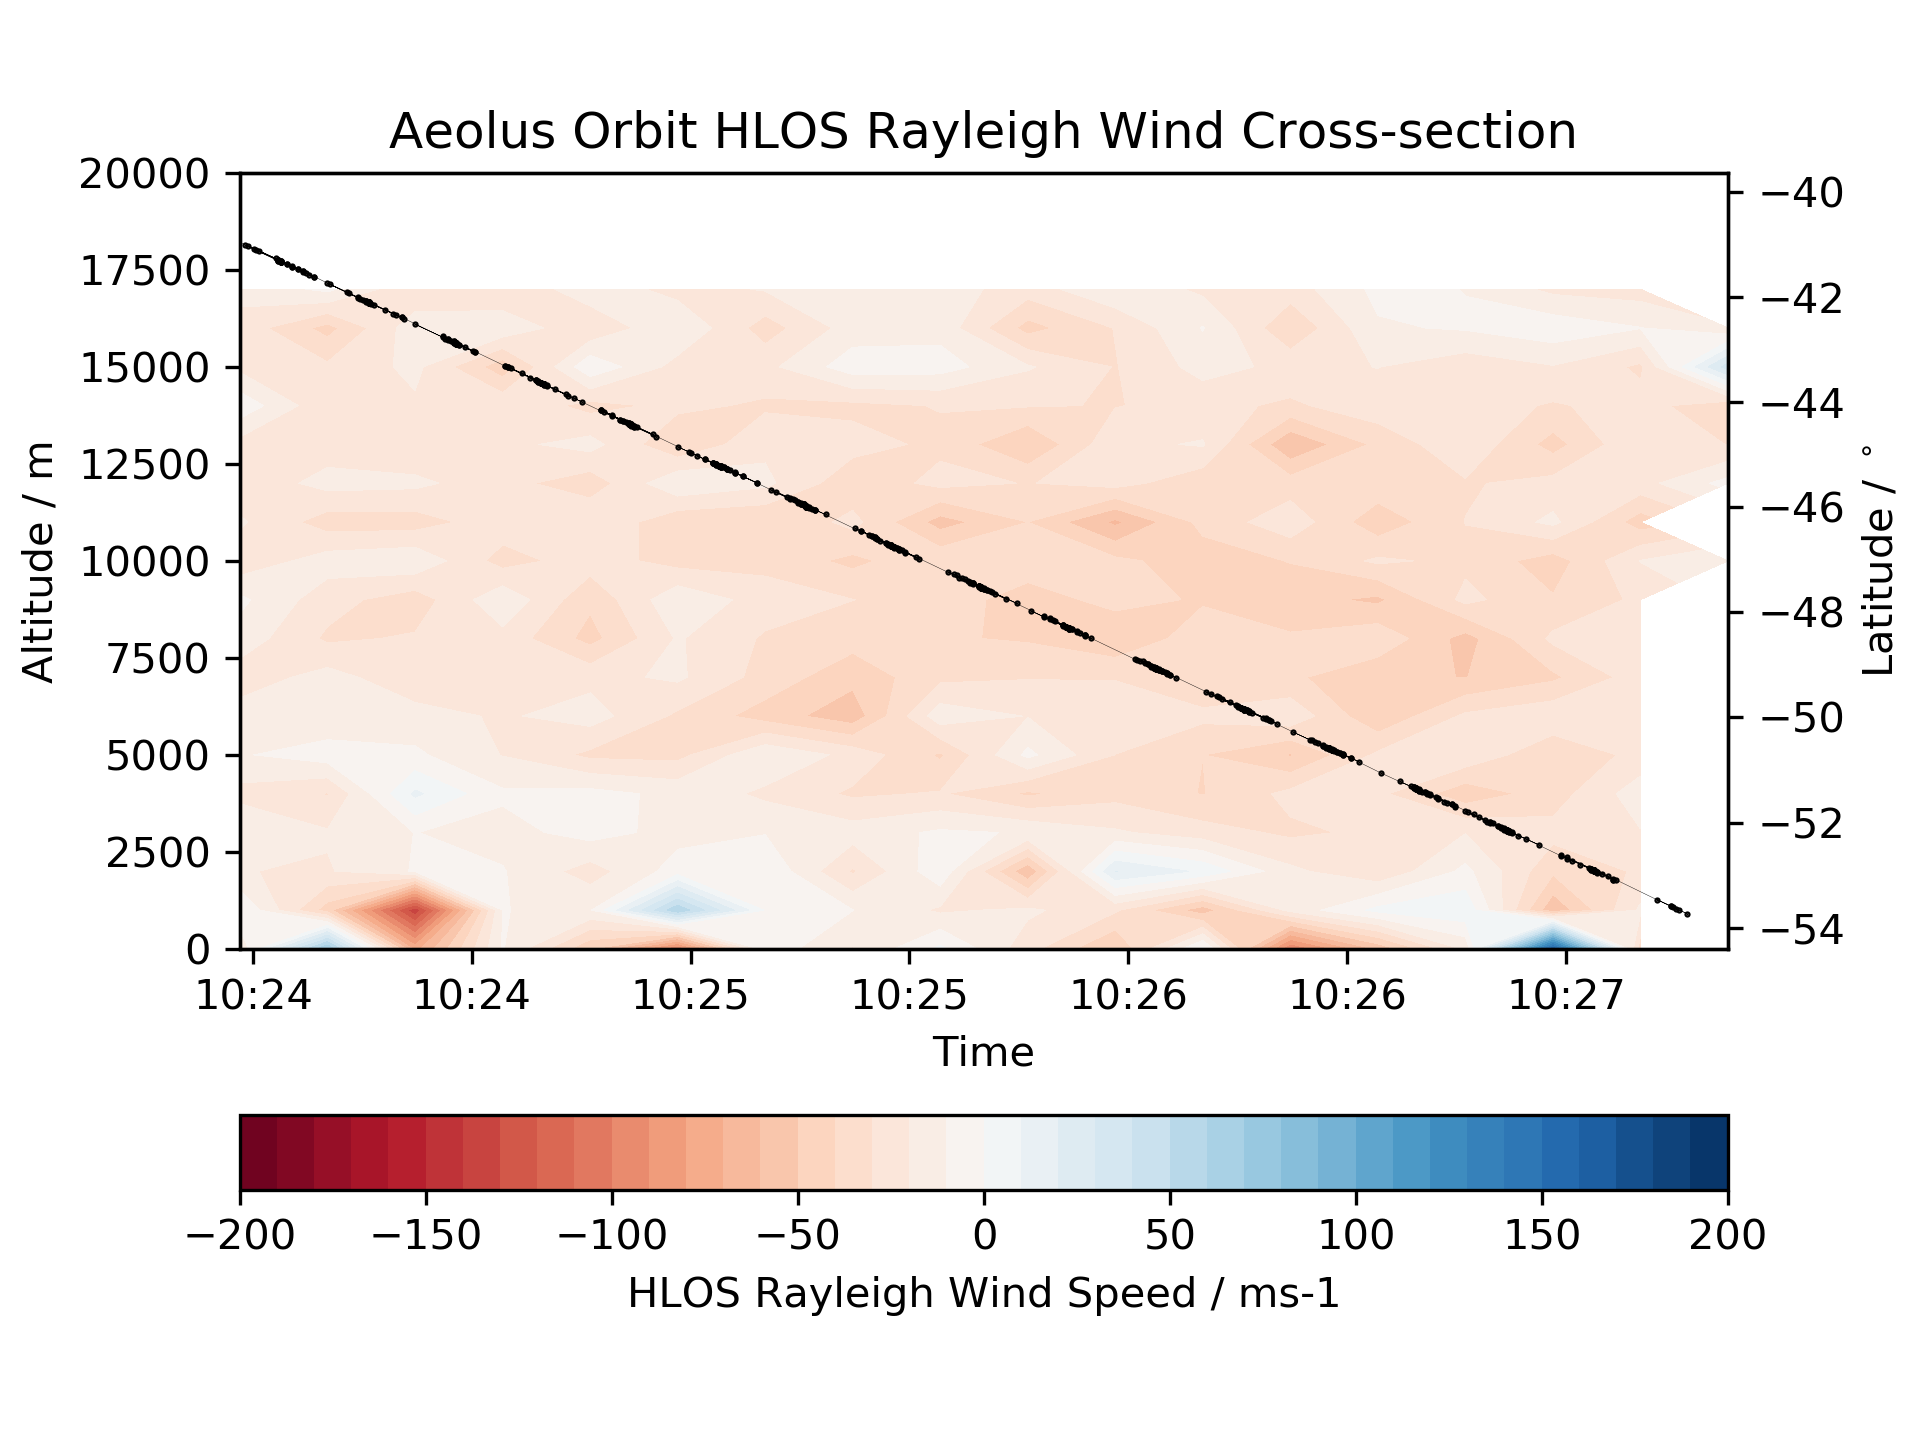 Aeolus Orbit HLOS Rayleigh Wind Cross-section
20000
17500
15000
12500
10000
7500
5000
2500
0
Altitude / m
−40
−42
−44
−46
−48
−50
−52
−54
Latitude / °
10:24 10:24 10:25 10:25 10:26 10:26 10:27
Time
−200 −150 −100 −50 0 50 100 150 200
HLOS Rayleigh Wind Speed / ms-1